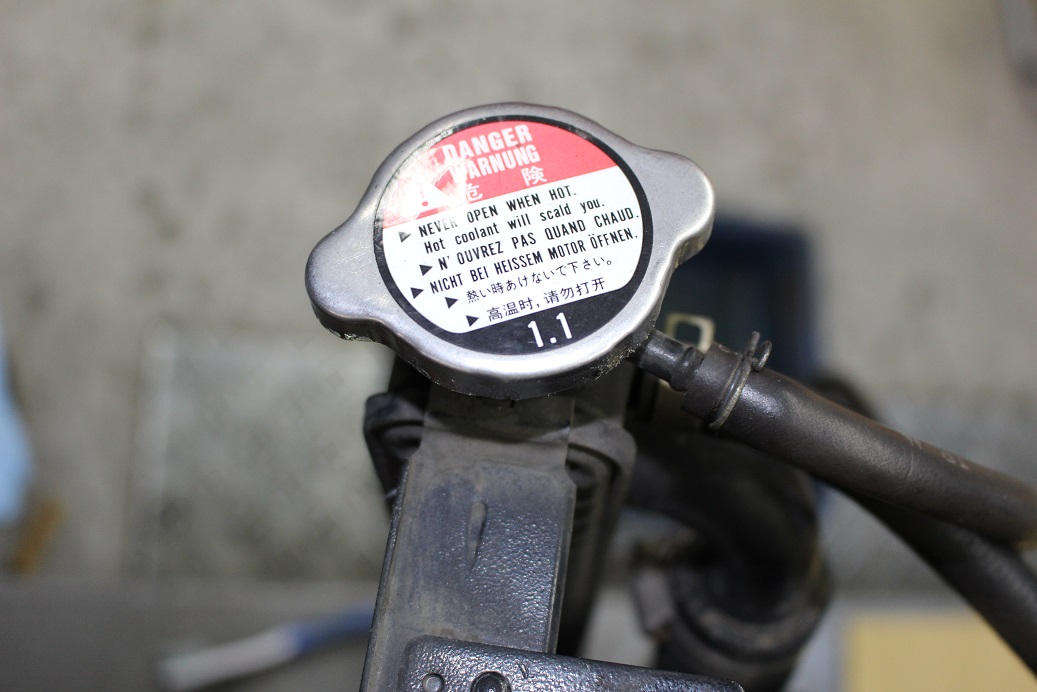 DANGER
WARNUNG
危険
▶ NEVER OPEN WHEN HOT.
Hot coolant will scald you.
▶ N' OUVREZ PAS QUAND CHAUD.
▶ NICHT BEI HEISSEM MOTOR ÖFFNEN.
▶ 熱い時あけないで下さい。
▶ 高温时,请勿打开
1.1